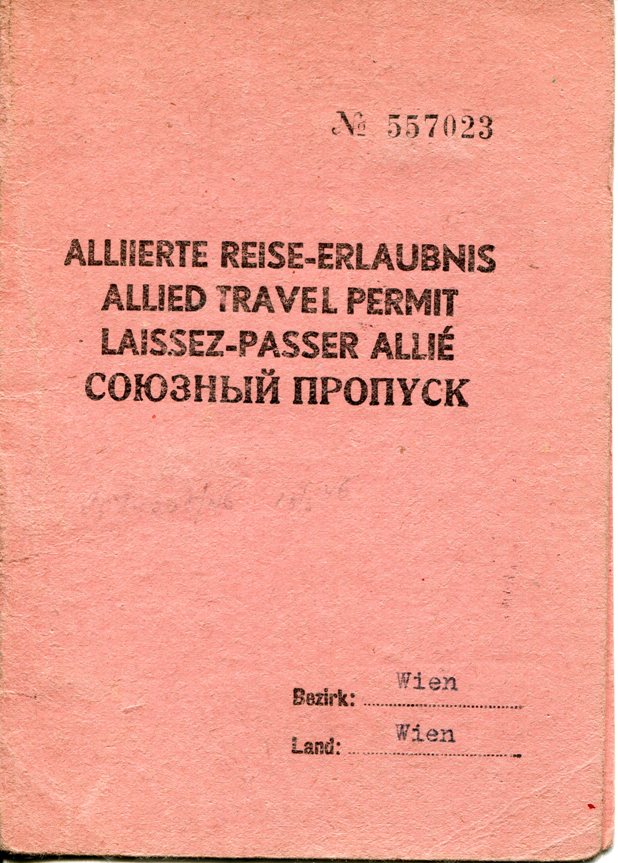 № 557023
ALLIIERTE REISE-ERLAUBNIS
ALLIED TRAVEL PERMIT
LAISSEZ-PASSER ALLIÉ
СОЮЗНЫЙ ПРОПУСК
Bezirk: Wien
Land: Wien